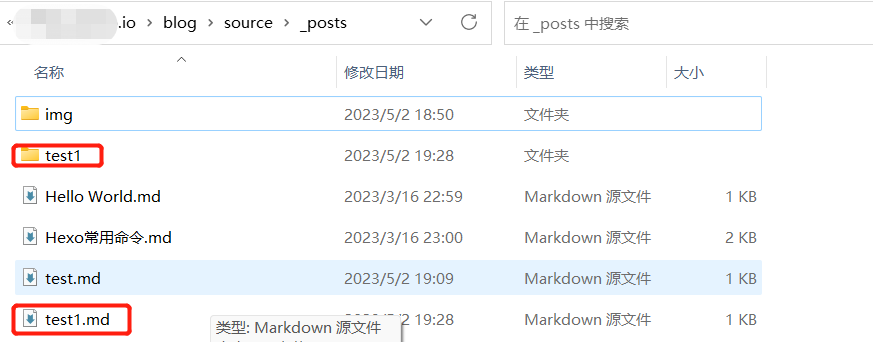 .io > blog > source > _posts
在 _posts 中搜索
名称 修改日期 类型 大小
img 2023/5/2 18:50 文件夹
test1 2023/5/2 19:28 文件夹
Hello World.md 2023/3/16 22:59 Markdown 源文件 1 KB
Hexo常用命令.md 2023/3/16 23:00 Markdown 源文件 2 KB
test.md 2023/5/2 19:09 Markdown 源文件 1 KB
test1.md 19:28 Markdown 源文件 1 KB
类型: Markdown 源文件